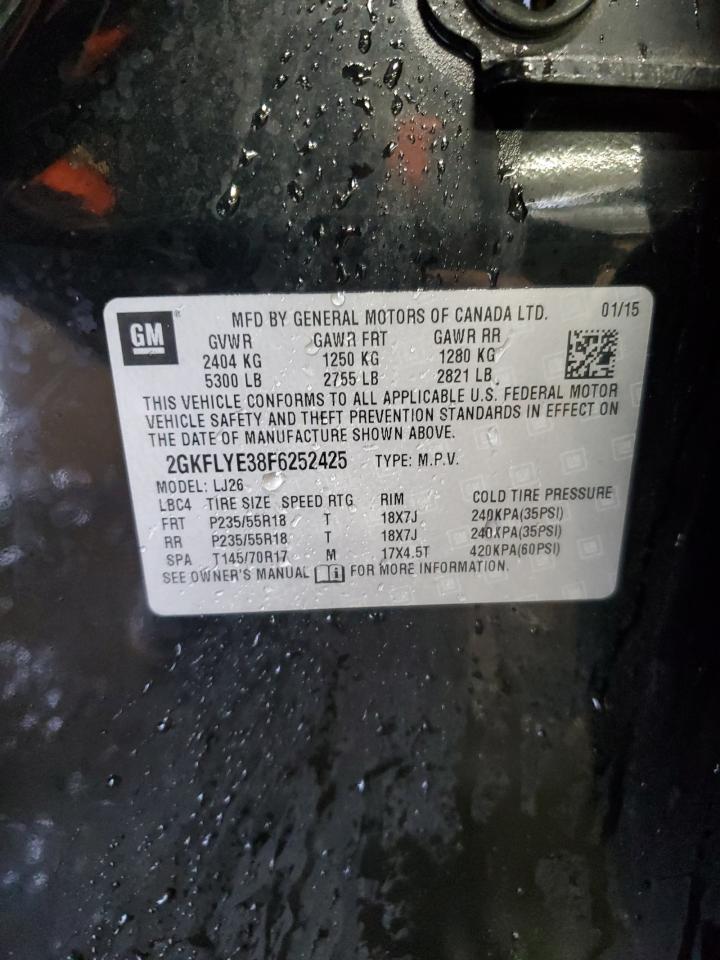 GM
MFD BY GENERAL MOTORS OF CANADA LTD. 01/15
GVWR GAWR FRT GAWR RR
2404 KG 1250 KG 1280 KG
5300 LB 2755 LB 2821 LB
THIS VEHICLE CONFORMS TO ALL APPLICABLE U.S. FEDERAL MOTOR
VEHICLE SAFETY AND THEFT PREVENTION STANDARDS IN EFFECT ON
THE DATE OF MANUFACTURE SHOWN ABOVE.
2GKFLYE38F6252425 TYPE: M.P.V.
MODEL: LJ26
LBC4 TIRE SIZE SPEED RTG RIM COLD TIRE PRESSURE
FRT P235/55R18 T 18X7J 240KPA(35PSI)
RR P235/55R18 T 18X7J 240KPA(35PSI)
SPA T145/70R17 M 17X4.5T 420KPA(60PSI)
SEE OWNER'S MANUAL FOR MORE INFORMATION.